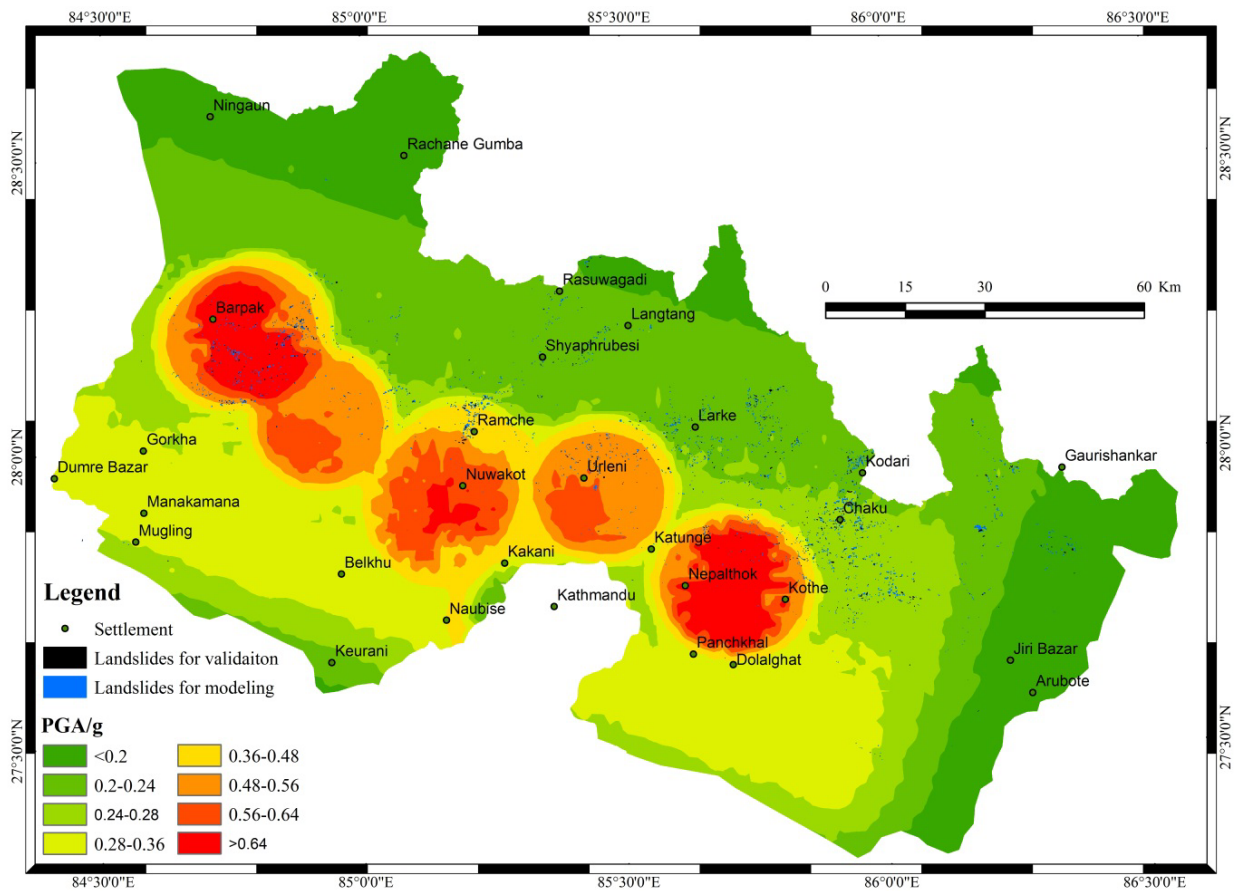 84°30'0"E 85°0'0"E 85°30'0"E 86°0'0"E 86°30'0"E
28°30'0"N 28°30'0"N
28°0'0"N 28°0'0"N
27°30'0"N 27°30'0"N
Ningaun
Rachane Gumba
Rasuwagadi
0 15 30 60 Km
Barpak
Langtang
Shyaphrubesi
Ramche
Larke
Gorkha
Dumre Bazar
Nuwakot
Urleni
Kodari
Gaurishankar
Manakamana
Chaku
Mugling
Katunge
Kakani
Belkhu
Nepalthok
Kothe
Naubise
Kathmandu
Keurani
Panchkhal
Dolalghat
Jiri Bazar
Arubote
Legend
Settlement
Landslides for validaiton
Landslides for modeling
PGA/g
<0.2 0.36-0.48
0.2-0.24 0.48-0.56
0.24-0.28 0.56-0.64
0.28-0.36 >0.64
84°30'0"E 85°0'0"E 85°30'0"E 86°0'0"E 86°30'0"E